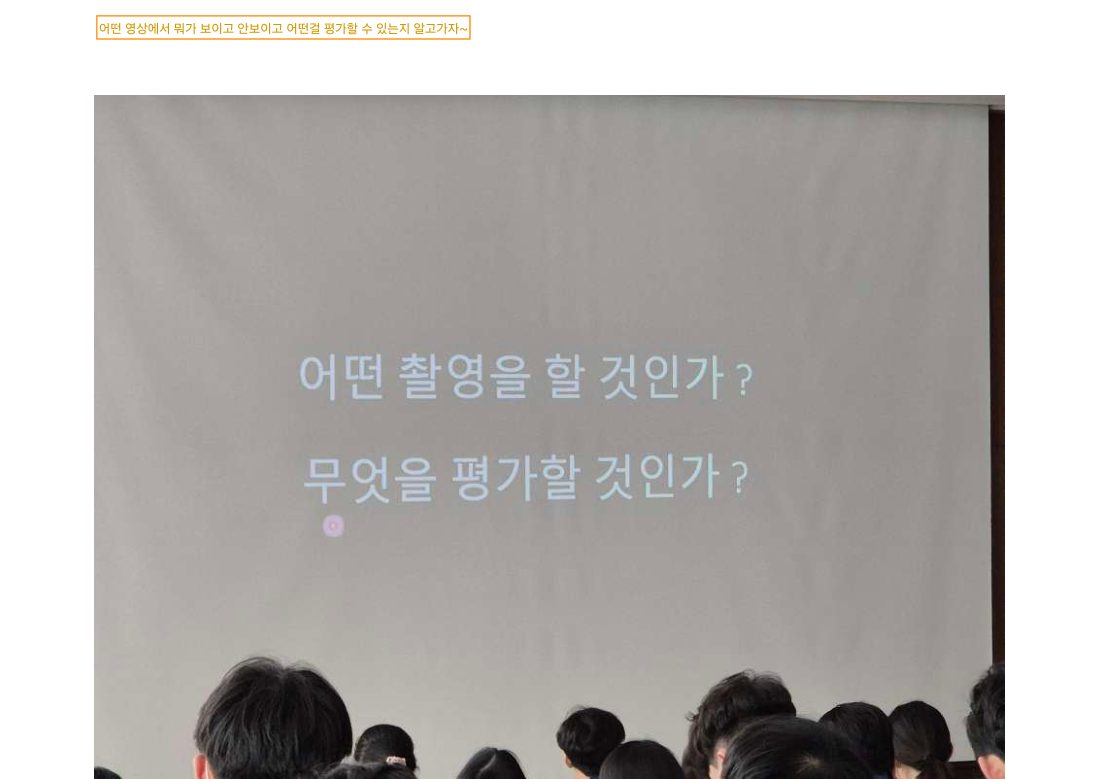 어떤 영상에서 뭐가 보이고 안보이고 어떤걸 평가할 수 있는지 알고가자~
어떤 촬영을 할 것인가 ?
무엇을 평가할 것인가 ?